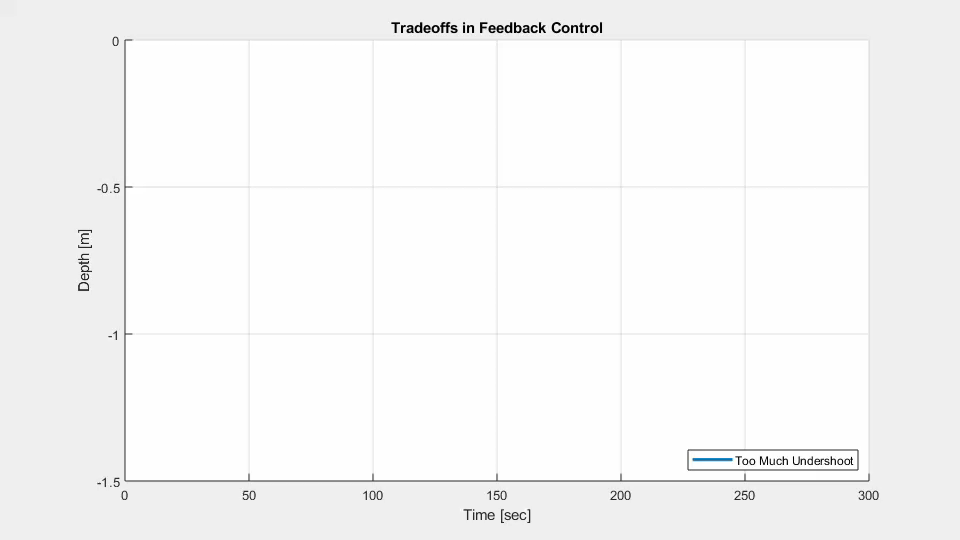 Tradeoffs in Feedback Control
0
-0.5
-1
-1.5
Depth [m]
Too Much Undershoot
0 50 100 150 200 250 300
Time [sec]